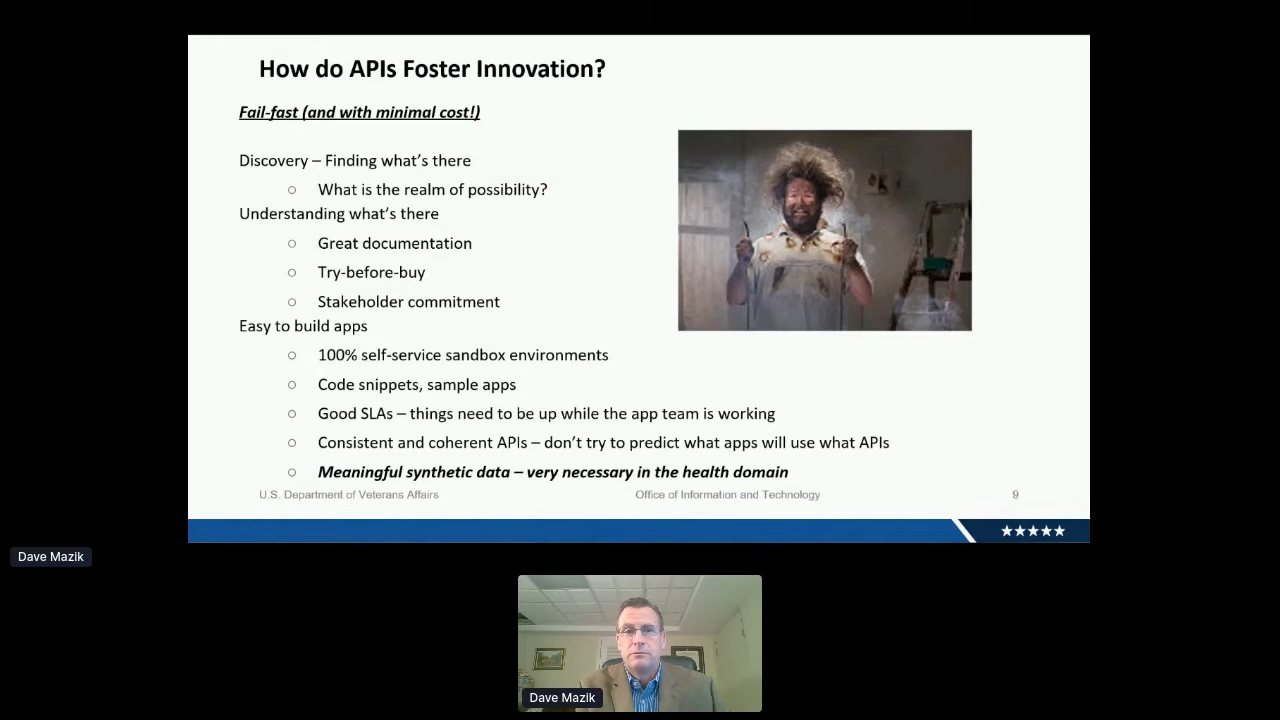 How do APIs Foster Innovation?
Fail-fast (and with minimal cost!)
Discovery – Finding what's there
○ What is the realm of possibility?
Understanding what's there
○ Great documentation
○ Try-before-buy
○ Stakeholder commitment
Easy to build apps
○ 100% self-service sandbox environments
○ Code snippets, sample apps
○ Good SLAs – things need to be up while the app team is working
○ Consistent and coherent APIs – don't try to predict what apps will use what APIs
○ Meaningful synthetic data – very necessary in the health domain
U.S. Department of Veterans Affairs Office of Information and Technology 9
Dave Mazik
Dave Mazik